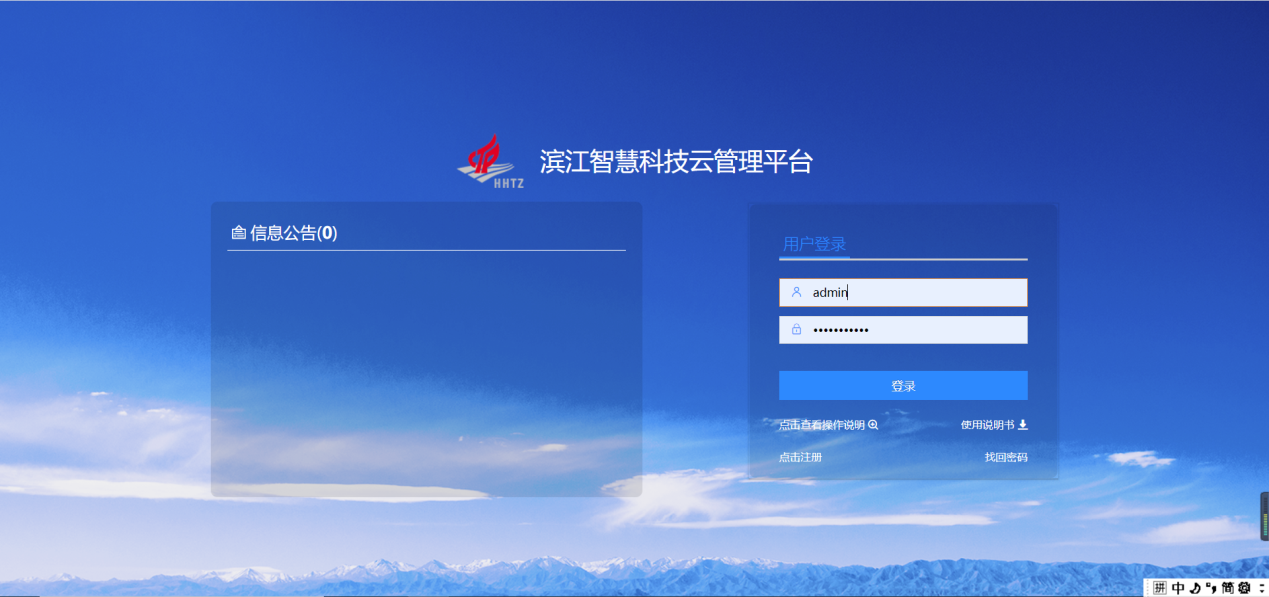 HHTZ
滨江智慧科技云管理平台
信息公告(0)
用户登录
admin
•••••••••••
登录
点击查看操作说明
使用说明书
点击注册
找回密码
拼 中 简